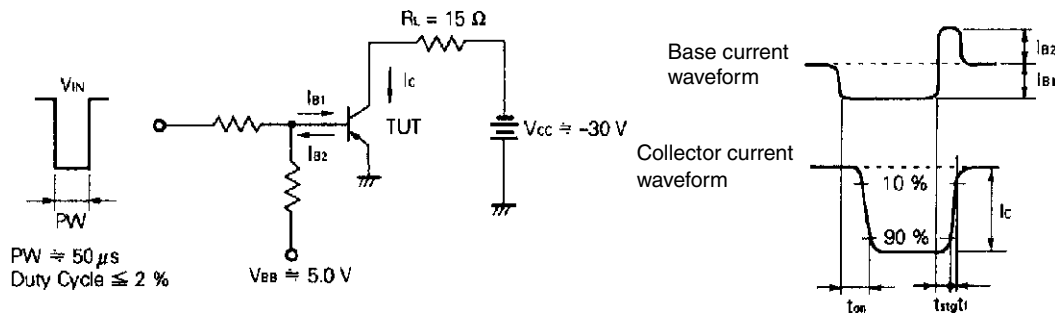 RL = 15 Ω
VIN
IB1
IC
TUT
IB2
VCC ≒ –30 V
PW
PW ≒ 50 μs
Duty Cycle ≦ 2 %
VBB ≒ 5.0 V
Base current
waveform
IB2
IB1
Collector current
waveform
10 %
90 %
IC
ton
tstg
tf